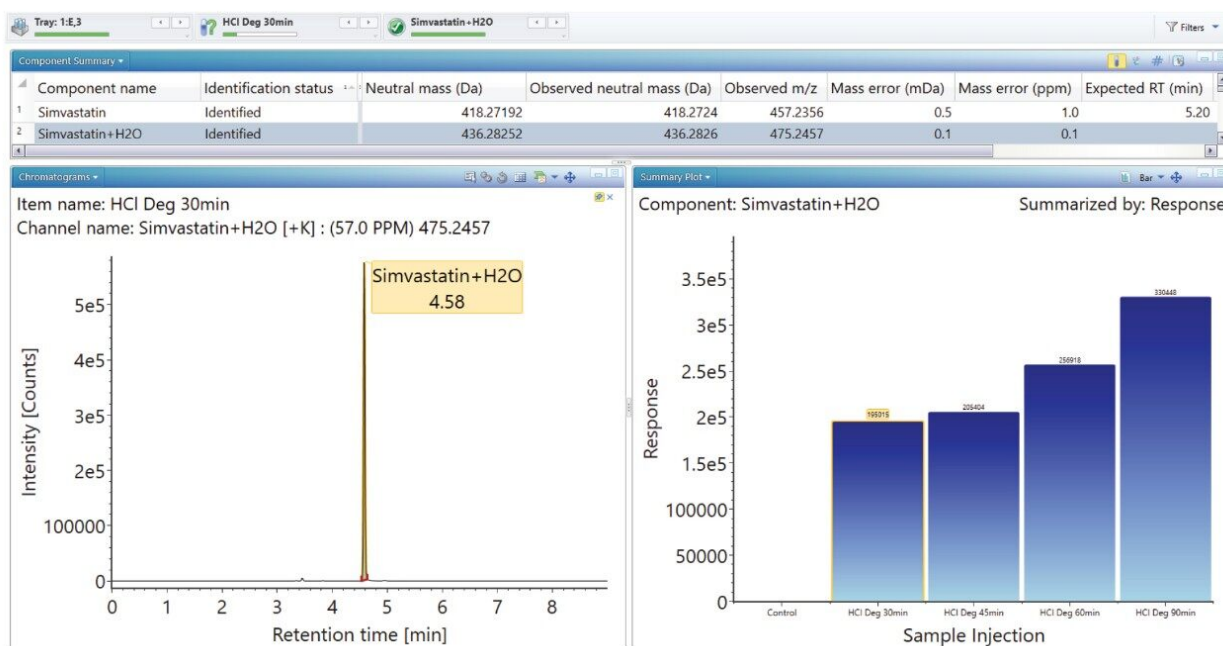 Tray: 1:E,3
HCl Deg 30min
Simvastatin+H2O
Filters
Component Summary
Component name Identification status Neutral mass (Da) Observed neutral mass (Da) Observed m/z Mass error (mDa) Mass error (ppm) Expected RT (min)
1 Simvastatin Identified 418.27192 418.2724 457.2356 0.5 1.0 5.20
2 Simvastatin+H2O Identified 436.28252 436.2826 475.2457 0.1 0.1
Chromatograms
Item name: HCl Deg 30min
Channel name: Simvastatin+H2O [+K] : (57.0 PPM) 475.2457
Simvastatin+H2O
4.58
Intensity [Counts]
5e5
4e5
3e5
2e5
100000
0
0 1 2 3 4 5 6 7 8
Retention time [min]
Summary Plot
Bar
Component: Simvastatin+H2O Summarized by: Response
Response
3.5e5
3e5
2.5e5
2e5
1.5e5
100000
50000
0
195015
205404
256918
330448
Control HCl Deg 30min HCl Deg 45min HCl Deg 60min HCl Deg 90min
Sample Injection